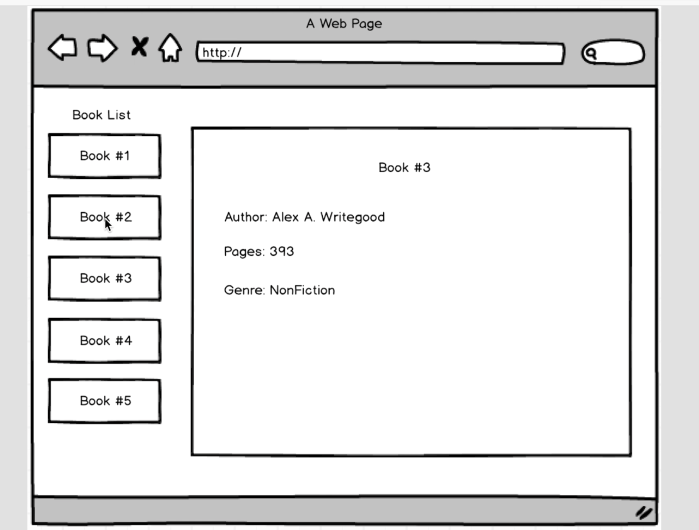 A Web Page
http://
Book List
Book #1
Book #2
Book #3
Book #4
Book #5
Book #3
Author: Alex A. Writegood
Pages: 393
Genre: NonFiction